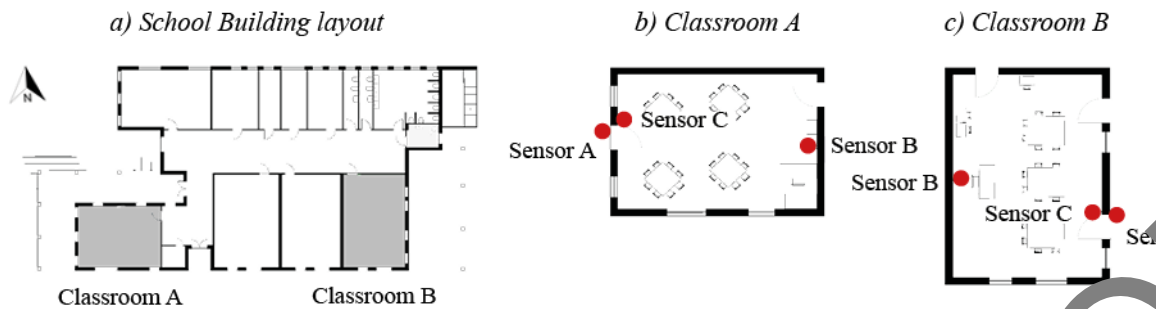 a) School Building layout
b) Classroom A
c) Classroom B
N
Classroom A
Classroom B
Sensor C
Sensor A
Sensor B
Sensor B
Sensor C